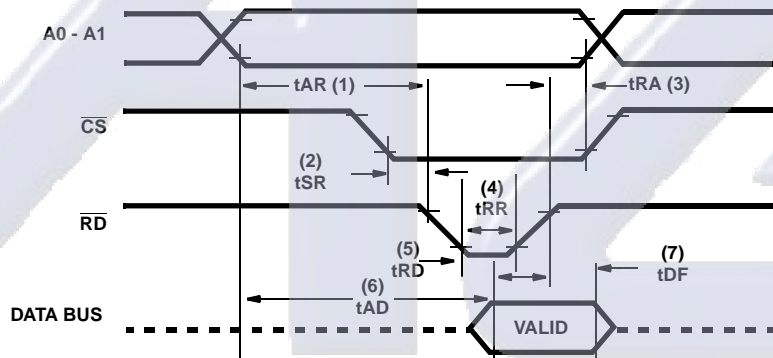 A0 - A1
tAR (1)
tRA (3)
CS
(2)
tSR
(4)
tRR
RD
(5)
tRD
(7)
tDF
(6)
tAD
DATA BUS
VALID